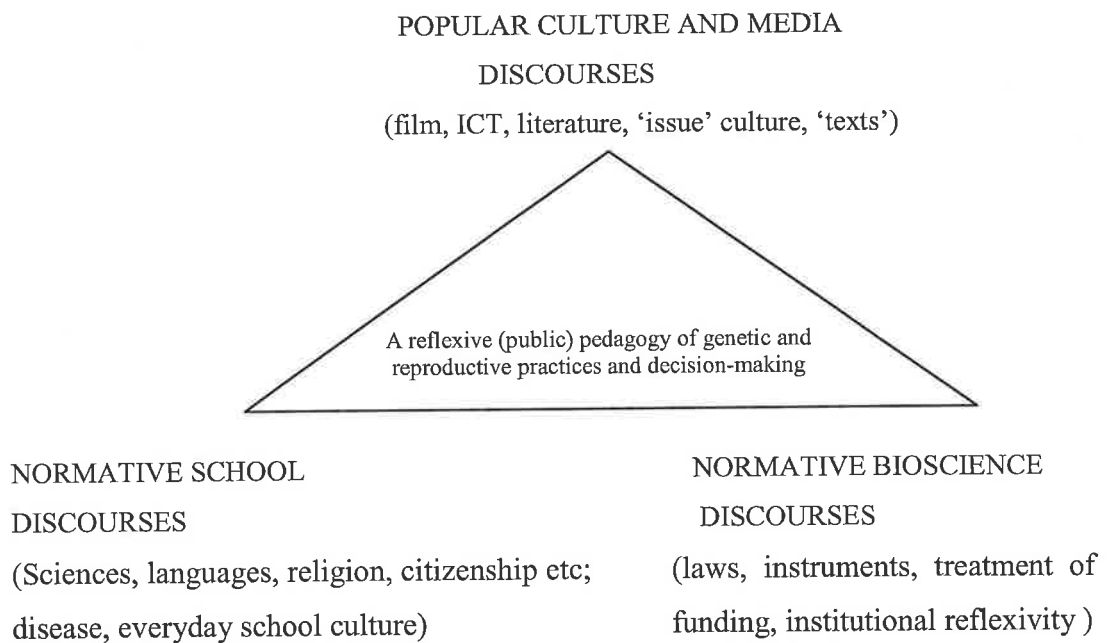 POPULAR CULTURE AND MEDIA
DISCOURSES
(film, ICT, literature, ‘issue’ culture, ‘texts’)
A reflexive (public) pedagogy of genetic and
reproductive practices and decision-making
NORMATIVE SCHOOL
DISCOURSES
(Sciences, languages, religion, citizenship etc;
disease, everyday school culture)
NORMATIVE BIOSCIENCE
DISCOURSES
(laws, instruments, treatment of
funding, institutional reflexivity )